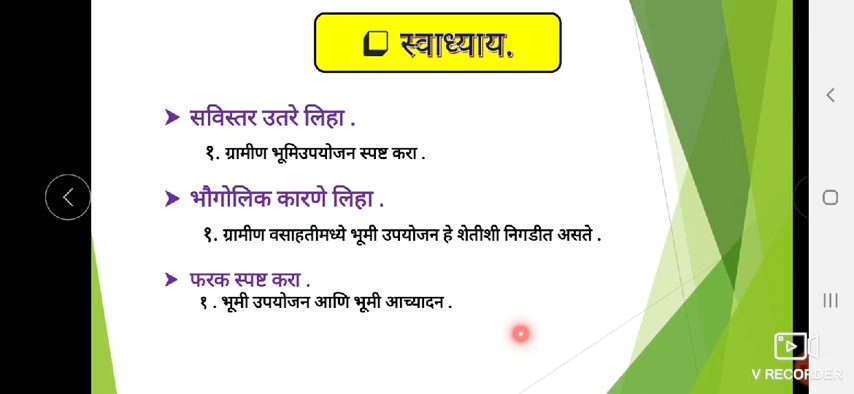 स्वाध्याय.
सविस्तर उतरे लिहा .
१. ग्रामीण भूमिउपयोजन स्पष्ट करा .
भौगोलिक कारणे लिहा .
१. ग्रामीण वसाहतीमध्ये भूमी उपयोजन हे शेतीशी निगडीत असते .
फरक स्पष्ट करा .
१ . भूमी उपयोजन आणि भूमी आच्यादन .
V RECORDER